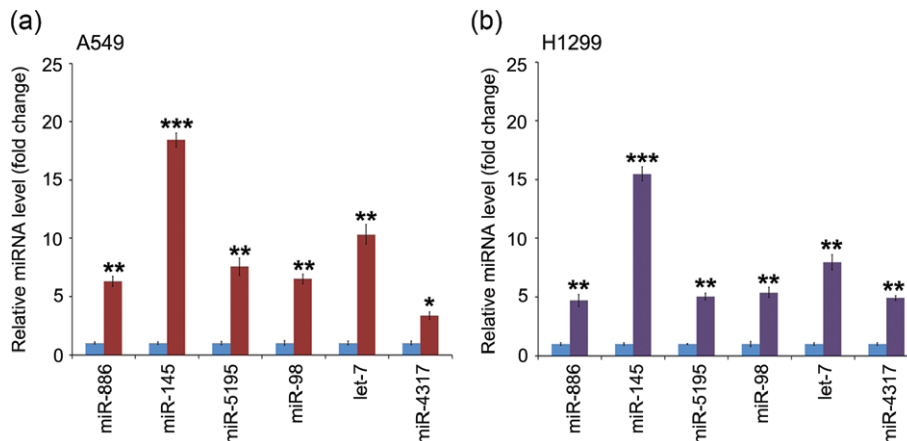 (a)
A549
Relative miRNA level (fold change)
25
20
15
10
5
0
***
**
**
**
**
*
miR-886
miR-145
miR-5195
miR-98
let-7
miR-4317
(b)
H1299
Relative miRNA level (fold change)
25
20
15
10
5
0
***
**
**
**
**
**
miR-886
miR-145
miR-5195
miR-98
let-7
miR-4317